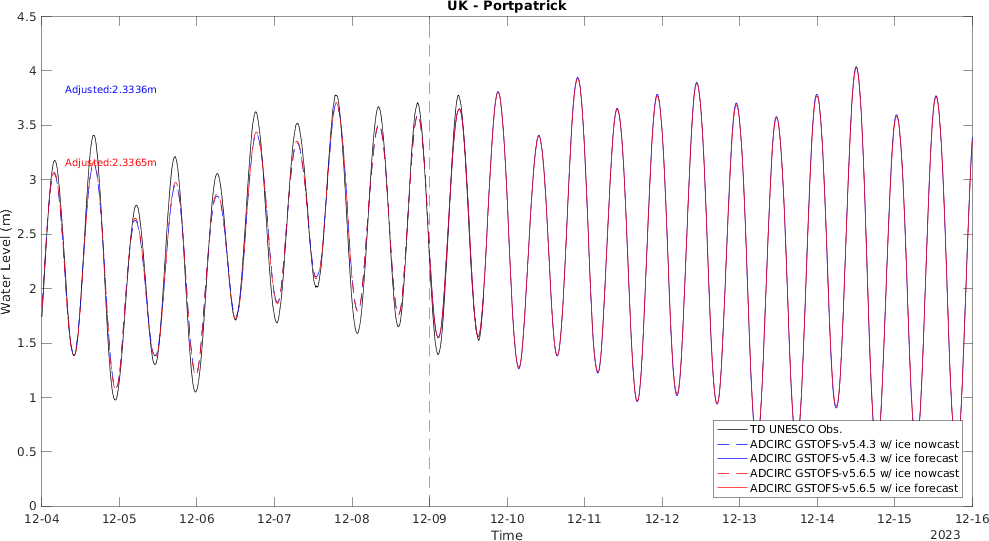 UK - Portpatrick
4.5
4
3.5
3
2.5
2
1.5
1
0.5
0
Water Level (m)
Adjusted:2.3336m
Adjusted:2.3365m
TD UNESCO Obs.
ADCIRC GSTOFS-v5.4.3 w/ ice nowcast
ADCIRC GSTOFS-v5.4.3 w/ ice forecast
ADCIRC GSTOFS-v5.6.5 w/ ice nowcast
ADCIRC GSTOFS-v5.6.5 w/ ice forecast
12-04 12-05 12-06 12-07 12-08 12-09 12-10 12-11 12-12 12-13 12-14 12-15 12-16
Time
2023